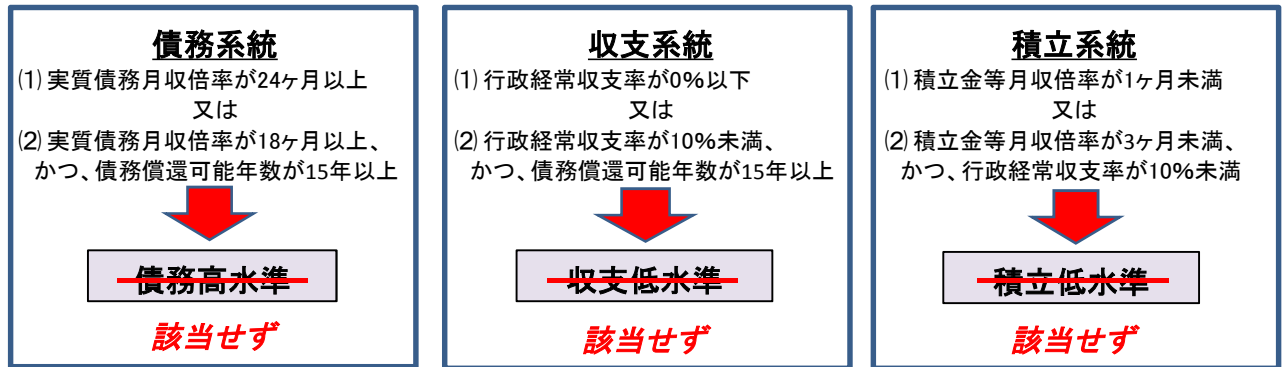 債務系統
⑴ 実質債務月収倍率が24ヶ月以上
又は
⑵ 実質債務月収倍率が18ヶ月以上、
かつ、債務償還可能年数が15年以上
債務高水準
該当せず
収支系統
⑴ 行政経常収支率が0%以下
又は
⑵ 行政経常収支率が10%未満、
かつ、債務償還可能年数が15年以上
収支低水準
該当せず
積立系統
⑴ 積立金等月収倍率が1ヶ月未満
又は
⑵ 積立金等月収倍率が3ヶ月未満、
かつ、行政経常収支率が10%未満
積立低水準
該当せず